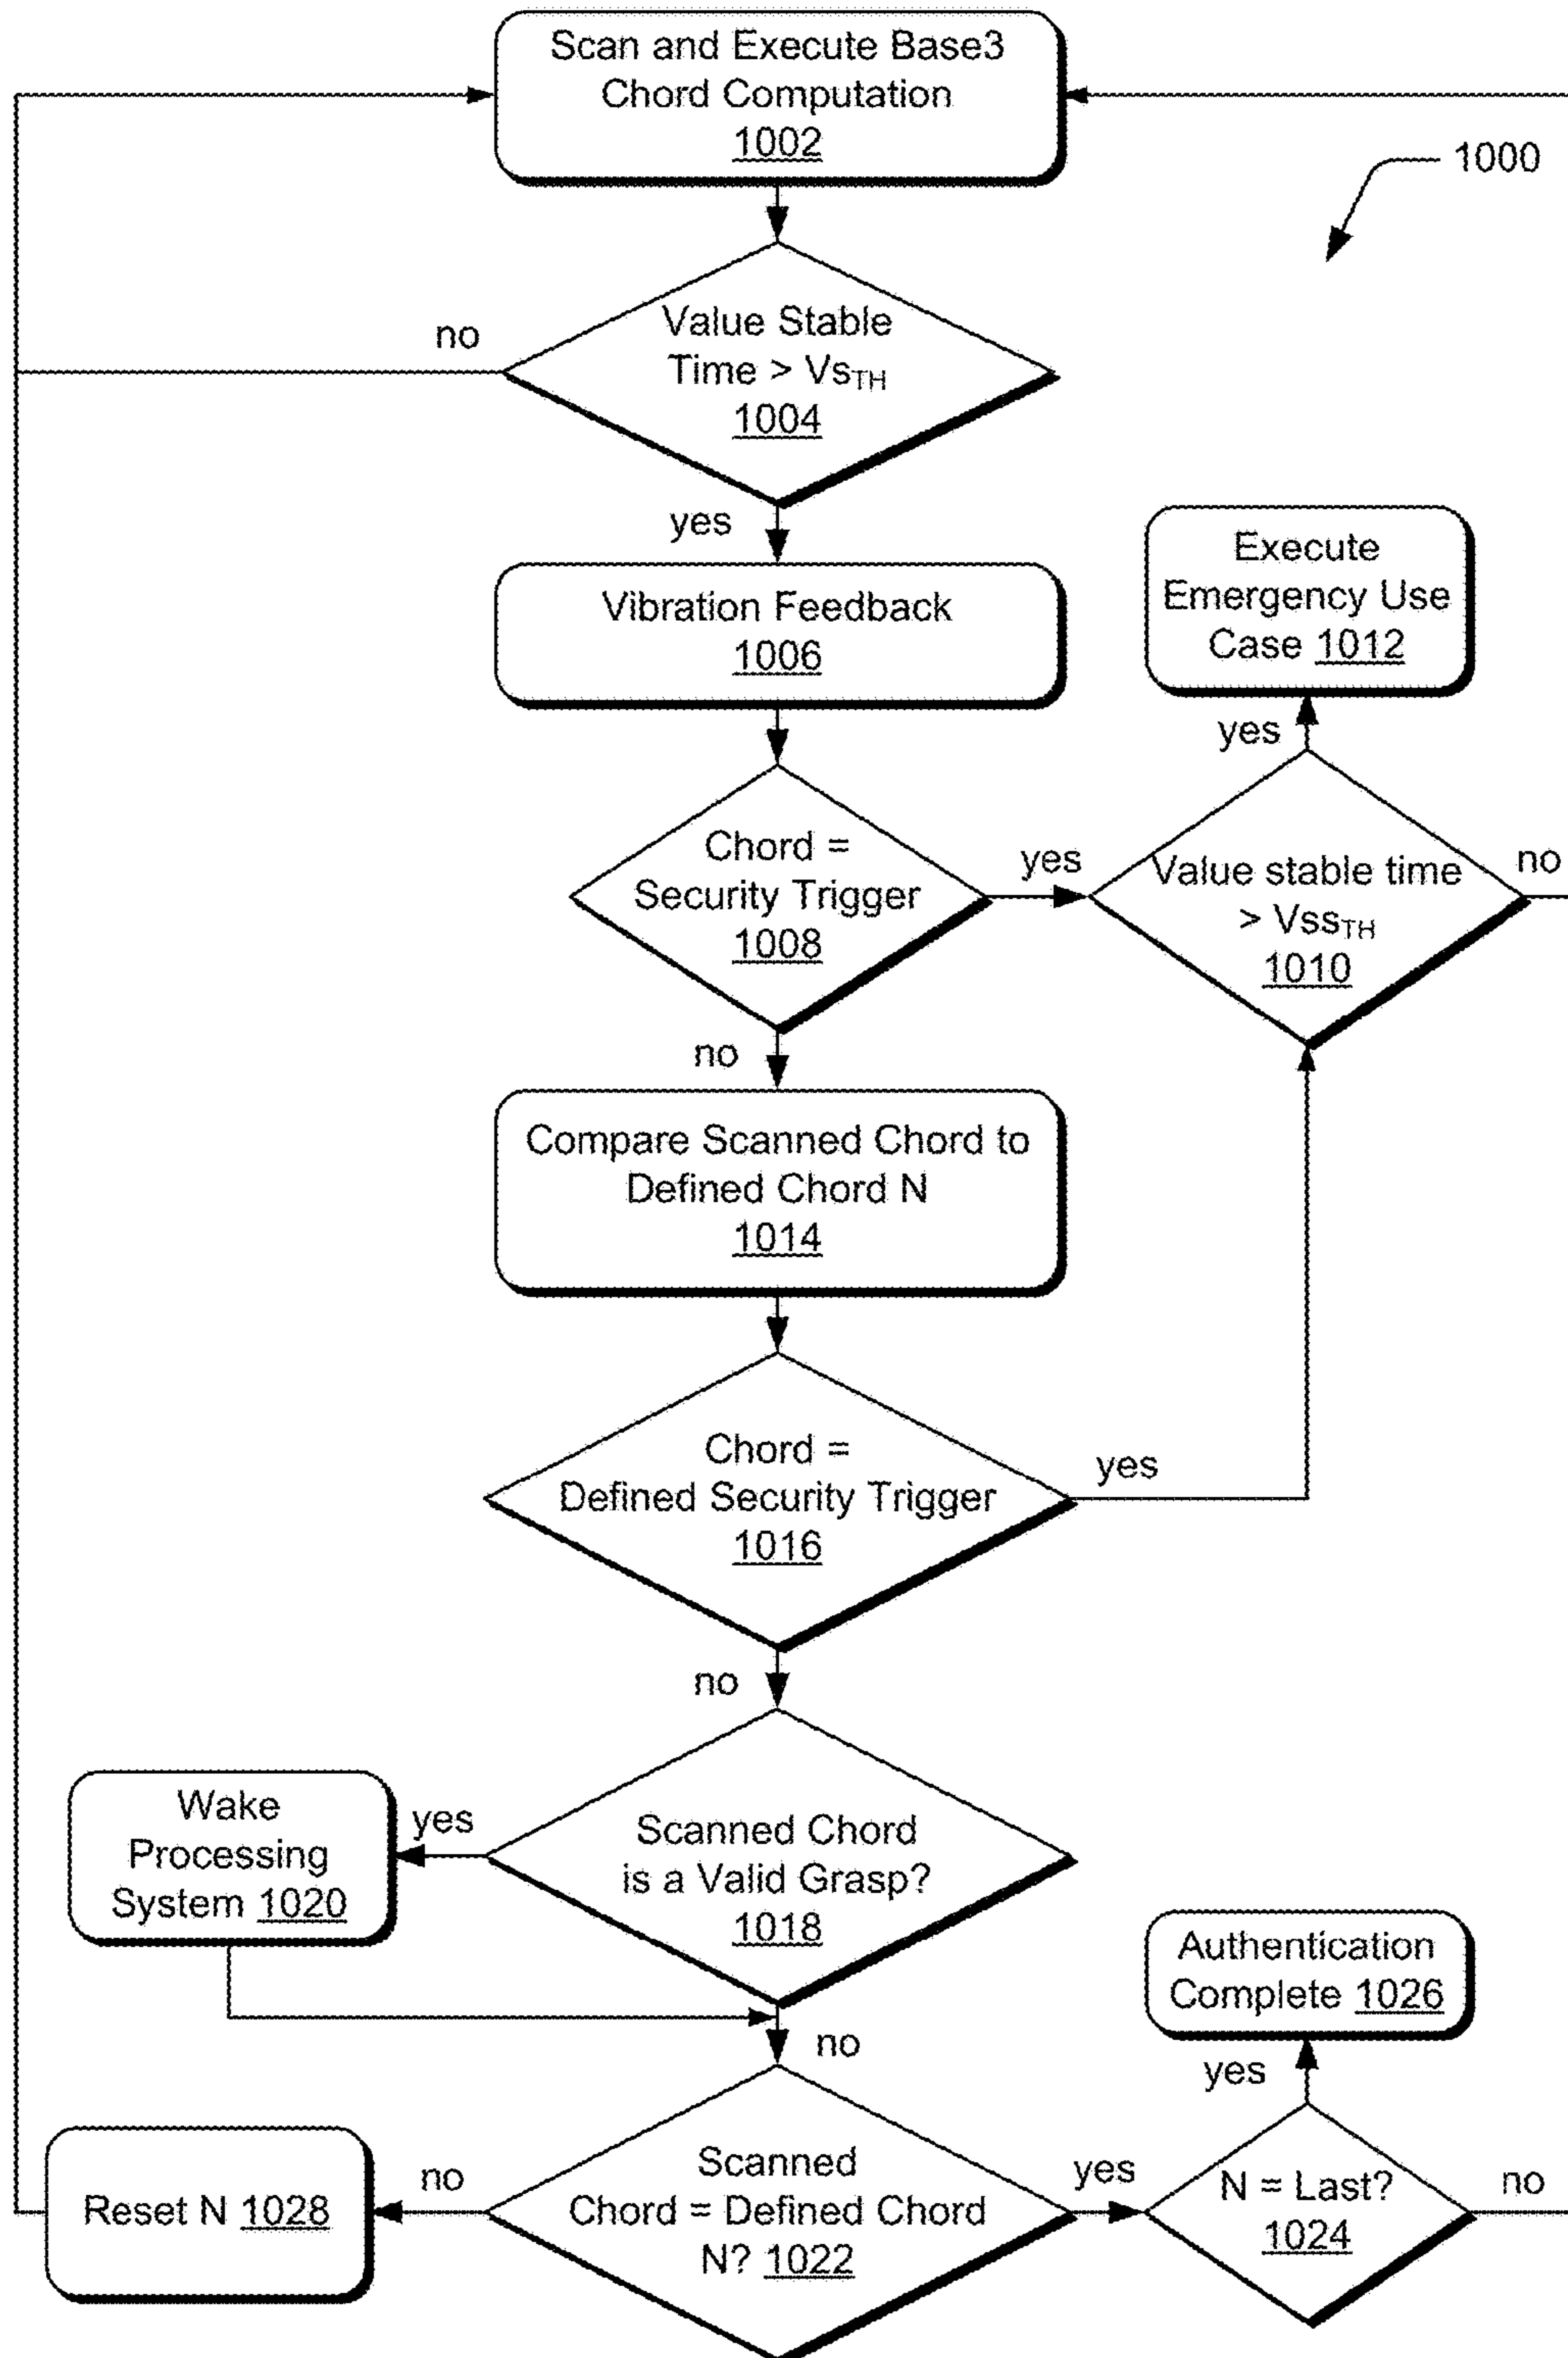 Scan and Execute Base3
Chord Computation
1002
1000
Value Stable
Time > VsTH
1004
no
yes
Vibration Feedback
1006
Execute
Emergency Use
Case 1012
yes
Chord =
Security Trigger
1008
yes
Value stable time
> VssTH
1010
no
no
Compare Scanned Chord to
Defined Chord N
1014
Chord =
Defined Security Trigger
1016
yes
no
Wake
Processing
System 1020
yes
Scanned Chord
is a Valid Grasp?
1018
no
Authentication
Complete 1026
yes
Reset N 1028
no
Scanned
Chord = Defined Chord
N? 1022
yes
N = Last?
1024
no